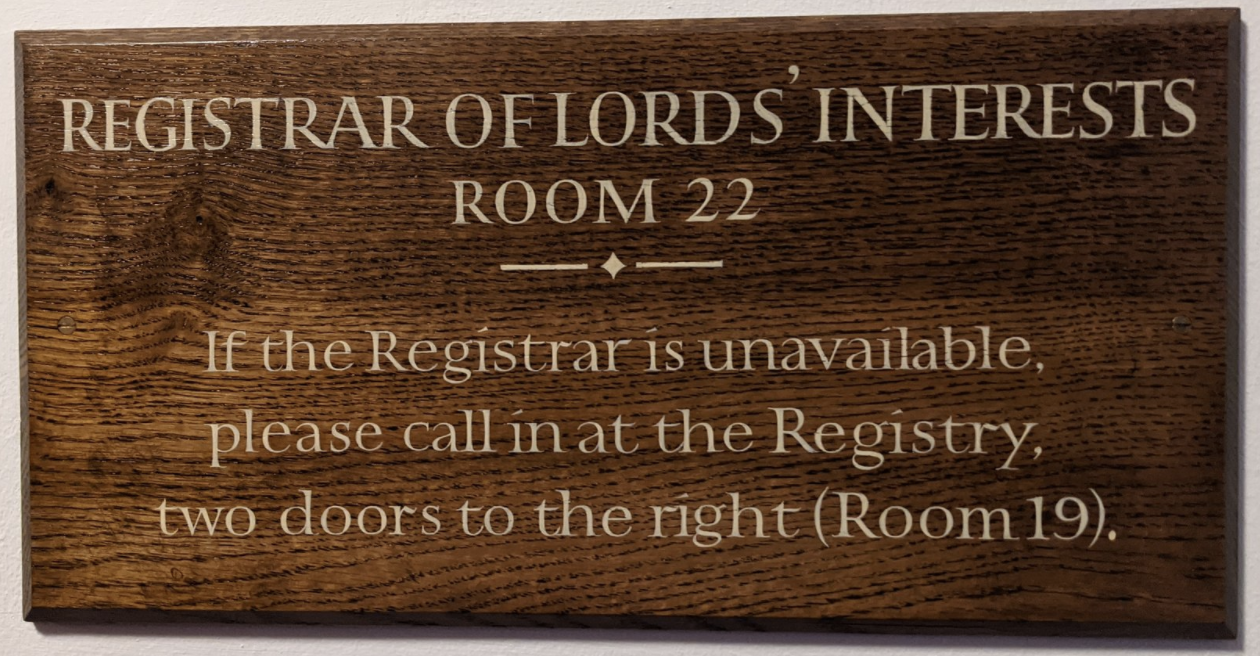 REGISTRAR OF LORDS' INTERESTS
ROOM 22
If the Registrar is unavailable,
please call in at the Registry,
two doors to the right (Room 19).